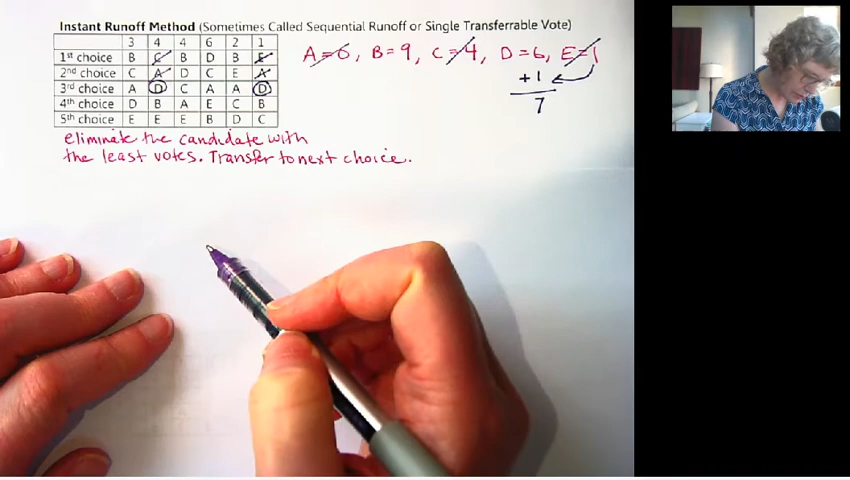 Instant Runoff Method (Sometimes Called Sequential Runoff or Single Transferrable Vote)
3 4 4 6 2 1
1st choice B C B D B E
2nd choice C A D C E A
3rd choice A D C A A D
4th choice D B A E C B
5th choice E E E B D C
A=0, B=9, C=4, D=6, E=1
+1
7
eliminate the candidate with
the least votes. Transfer to next choice.